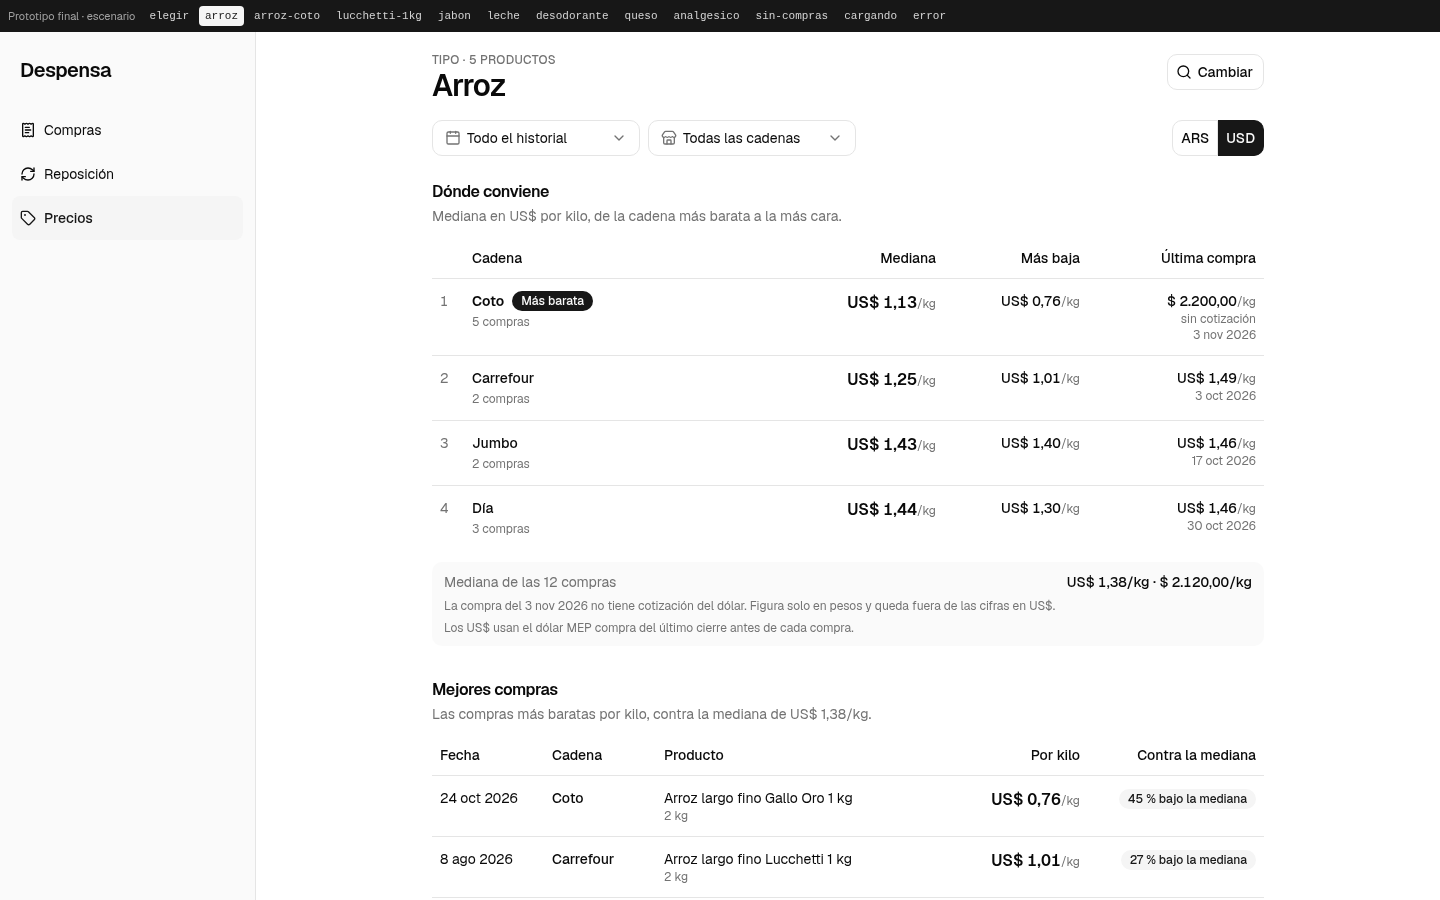 Prototipo final · escenario elegir arroz arroz-coto lucchetti-1kg jabon leche desodorante queso analgesico sin-compras cargando error
Despensa
Compras
Reposición
Precios
TIPO · 5 PRODUCTOS
Arroz
Cambiar
Todo el historial Todas las cadenas ARS USD
Dónde conviene
Mediana en US$ por kilo, de la cadena más barata a la más cara.
Cadena Mediana Más baja Última compra
1 Coto Más barata US$ 1,13/kg US$ 0,76/kg $ 2.200,00/kg
5 compras sin cotización
3 nov 2026
2 Carrefour US$ 1,25/kg US$ 1,01/kg US$ 1,49/kg
2 compras 3 oct 2026
3 Jumbo US$ 1,43/kg US$ 1,40/kg US$ 1,46/kg
2 compras 17 oct 2026
4 Día US$ 1,44/kg US$ 1,30/kg US$ 1,46/kg
3 compras 30 oct 2026
Mediana de las 12 compras US$ 1,38/kg · $ 2.120,00/kg
La compra del 3 nov 2026 no tiene cotización del dólar. Figura solo en pesos y queda fuera de las cifras en US$.
Los US$ usan el dólar MEP compra del último cierre antes de cada compra.
Mejores compras
Las compras más baratas por kilo, contra la mediana de US$ 1,38/kg.
Fecha Cadena Producto Por kilo Contra la mediana
24 oct 2026 Coto Arroz largo fino Gallo Oro 1 kg US$ 0,76/kg 45 % bajo la mediana
2 kg
8 ago 2026 Carrefour Arroz largo fino Lucchetti 1 kg US$ 1,01/kg 27 % bajo la mediana
2 kg